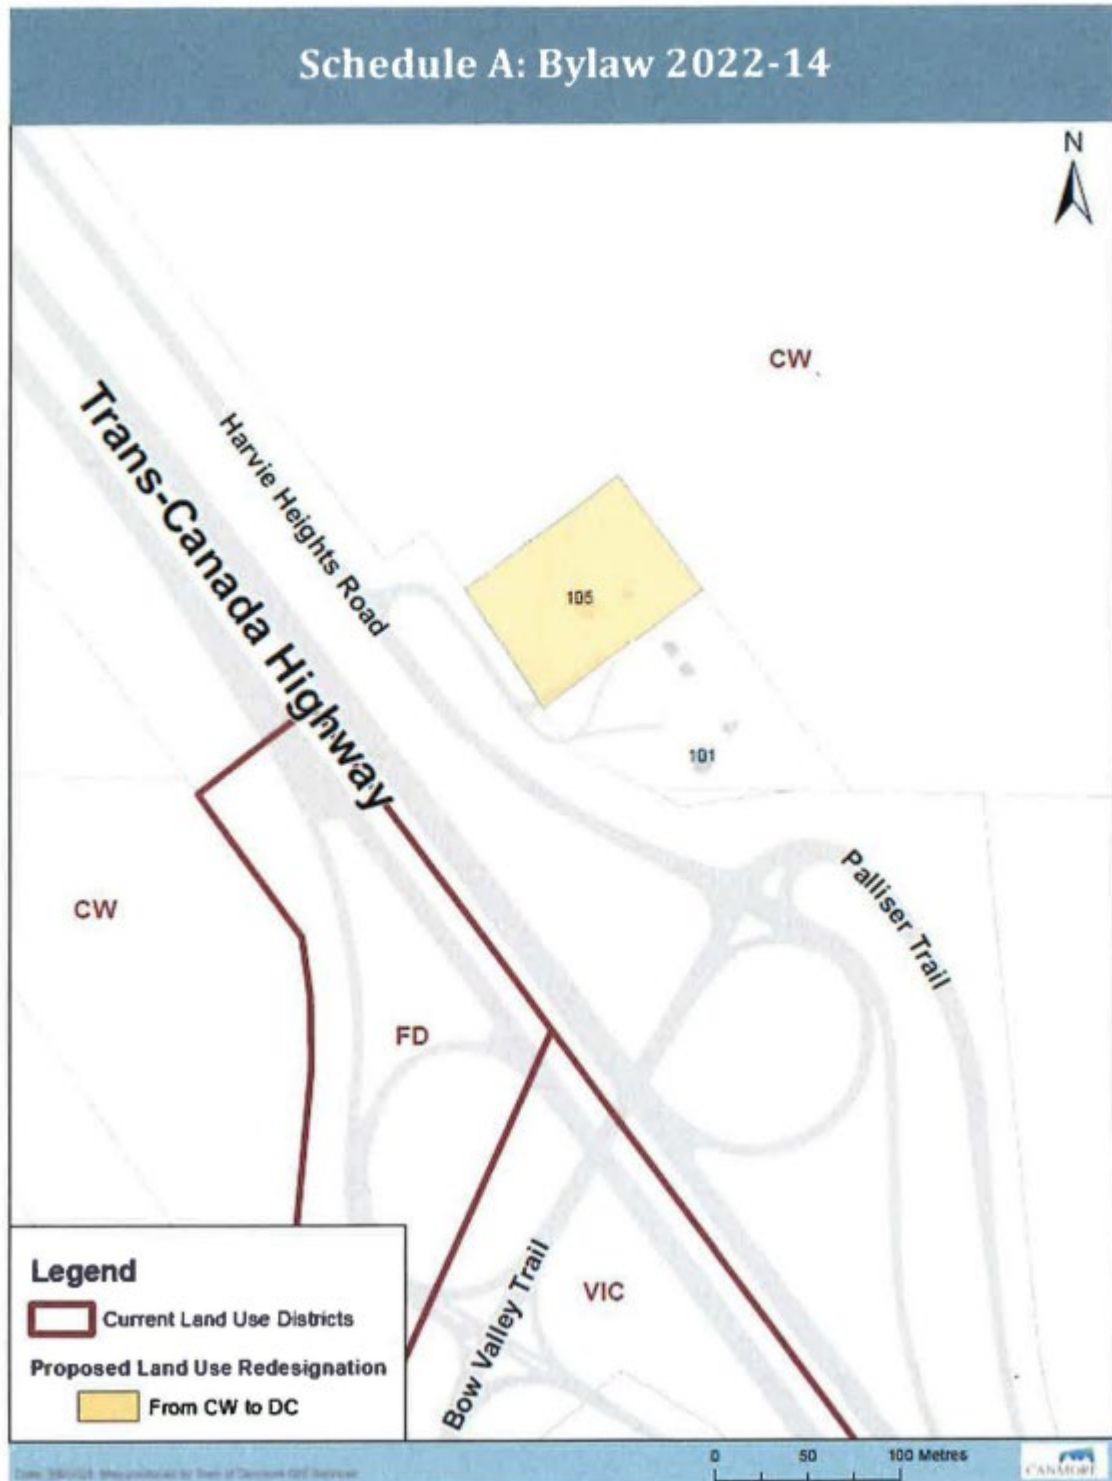 Schedule A: Bylaw 2022-14
N
CW
Trans-Canada Highway
Harvie Heights Road
105
101
Palliser Trail
CW
FD
VIC
Bow Valley Trail
Legend
Current Land Use Districts
Proposed Land Use Redesignation
From CW to DC
0 50 100 Metres
CANMORE